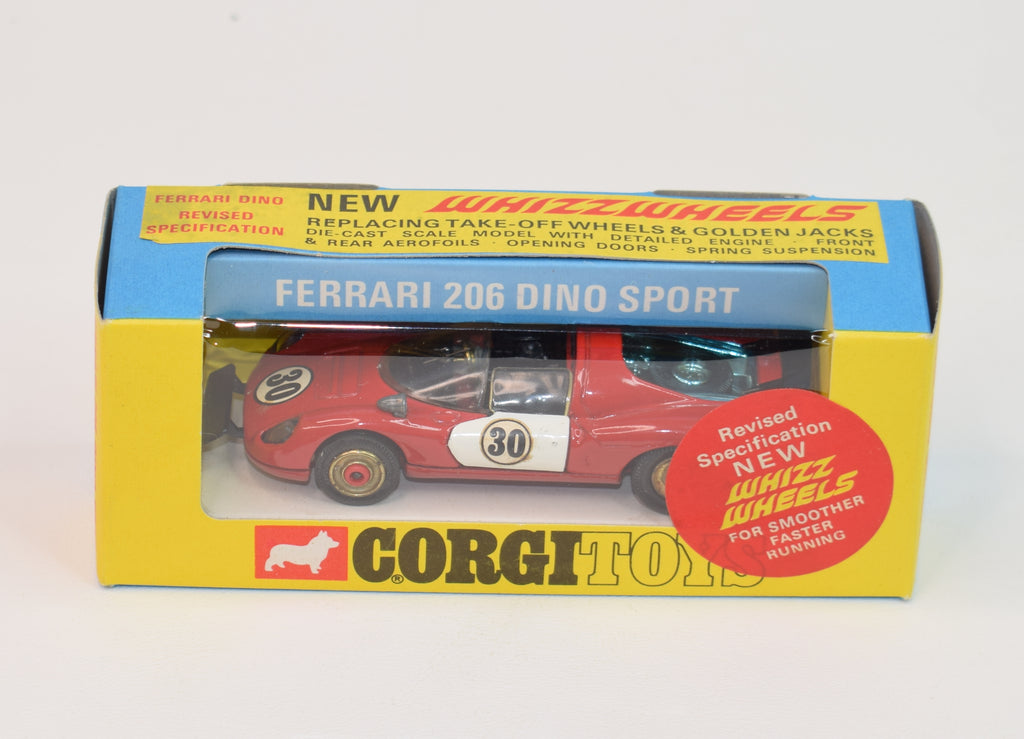 FERRARI DINO
REVISED
SPECIFICATION
NEW WHIZZWHEELS
REPLACING TAKE-OFF WHEELS & GOLDEN JACKS
DIE-CAST SCALE MODEL WITH DETAILED ENGINE · FRONT
& REAR AEROFOILS · OPENING DOORS · SPRING SUSPENSION
FERRARI 206 DINO SPORT
30
30
Revised
Specification
NEW
WHIZZ
WHEELS
FOR SMOOTHER
FASTER
RUNNING
CORGI TOYS
®